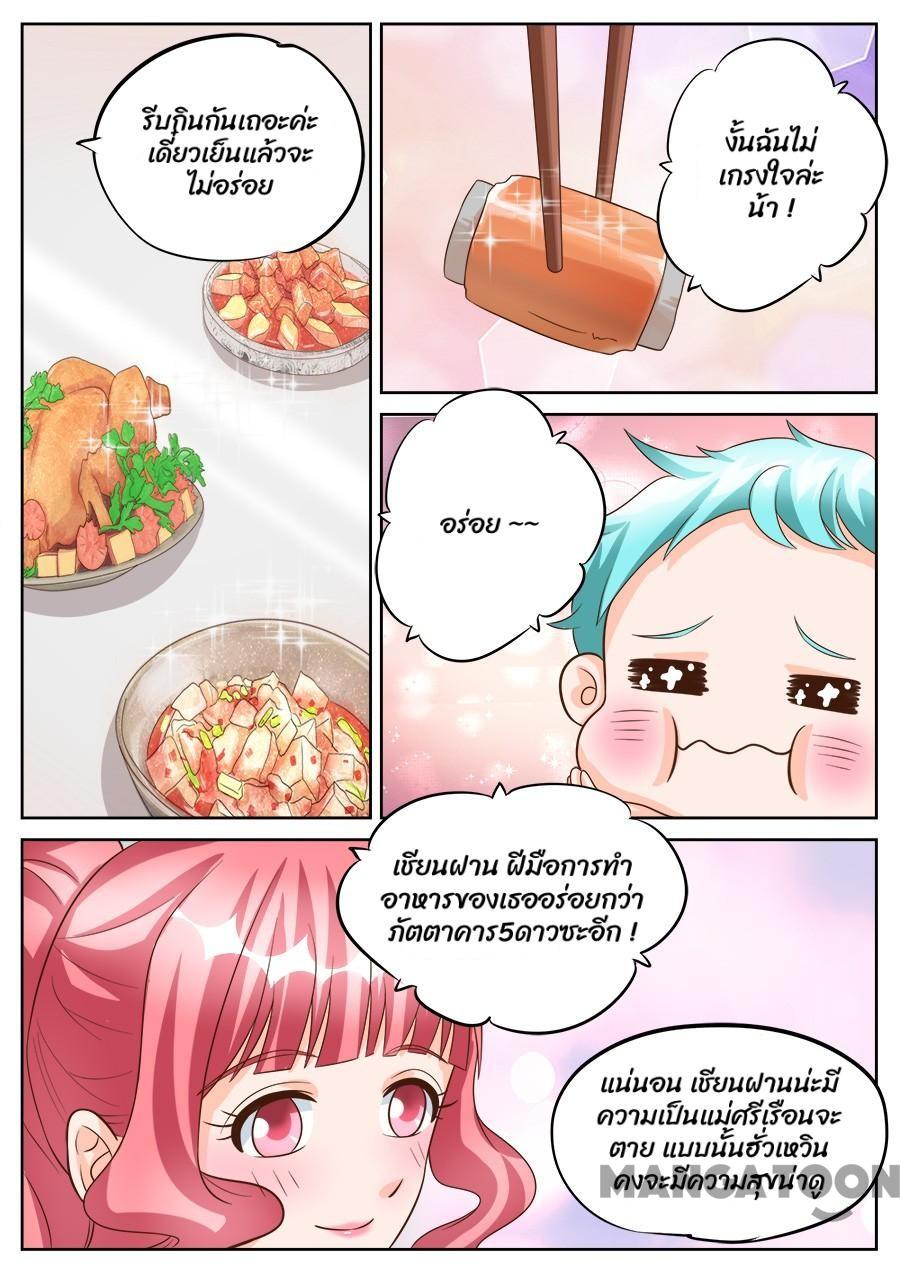 รีบกินกันเถอะค่ะ
เดี๋ยวเย็นแล้วจะ
ไม่อร่อย
งั้นฉันไม่
เกรงใจล่ะ
น้า !
อร่อย ~~
เชียนฝาน ฝีมือการทำ
อาหารของเธออร่อยกว่า
ภัตตาคาร5ดาวซะอีก !
แน่นอน เชียนฝานน่ะมี
ความเป็นแม่ศรีเรือนจะ
ตาย แบบนั้นฮั่วเหวิน
คงจะมีความสุขน่าดู
MANGATOON